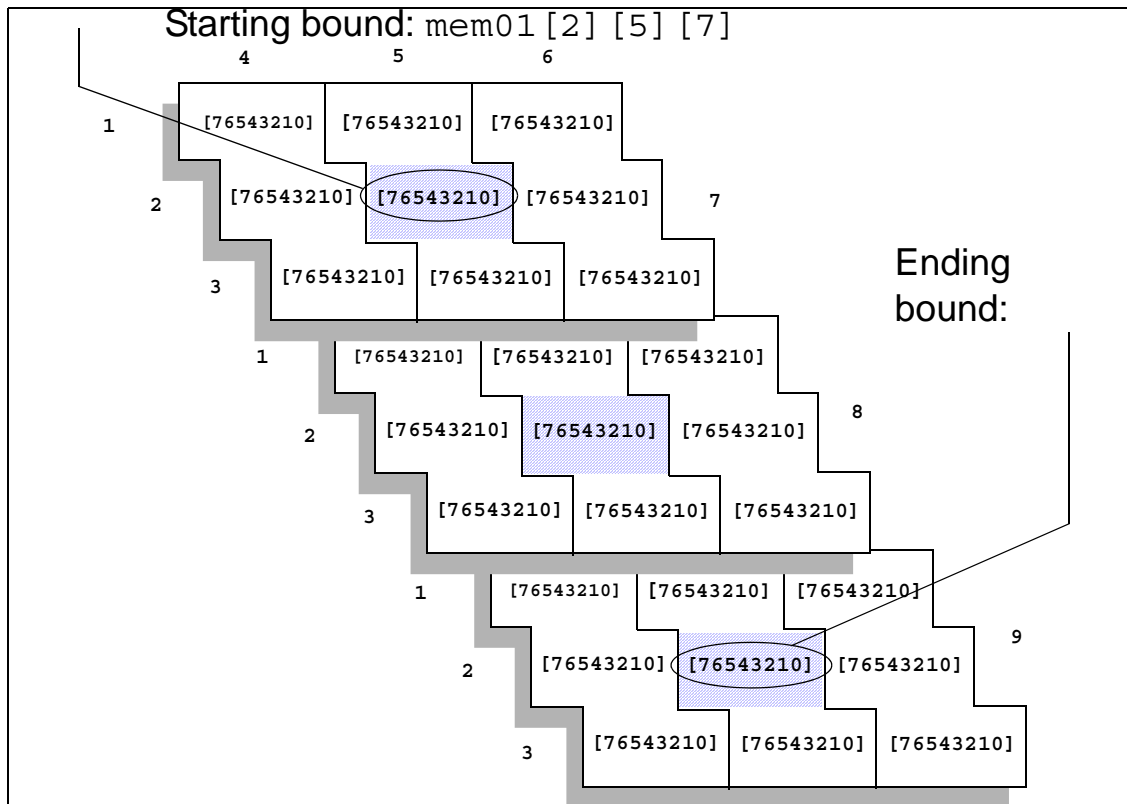 Starting bound: mem01 [2] [5] [7]
4 5 6
1 [76543210] [76543210] [76543210]
2 [76543210] [76543210] [76543210] 7
Ending
bound:
3 [76543210] [76543210] [76543210]
1 [76543210] [76543210] [76543210]
2 [76543210] [76543210] [76543210] 8
3 [76543210] [76543210] [76543210]
1 [76543210] [76543210] [76543210]
2 [76543210] [76543210] [76543210] 9
3 [76543210] [76543210] [76543210]